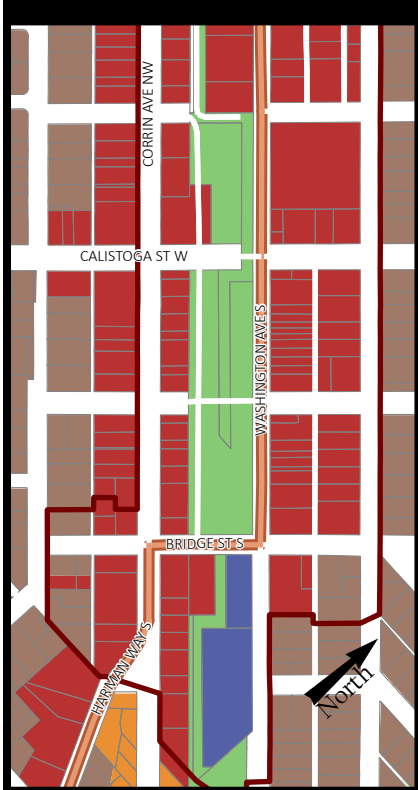 CORRIN AVE NW
CALISTOGA ST W
WASHINGTON AVE S
BRIDGE ST S
HARMAN WAY S
North